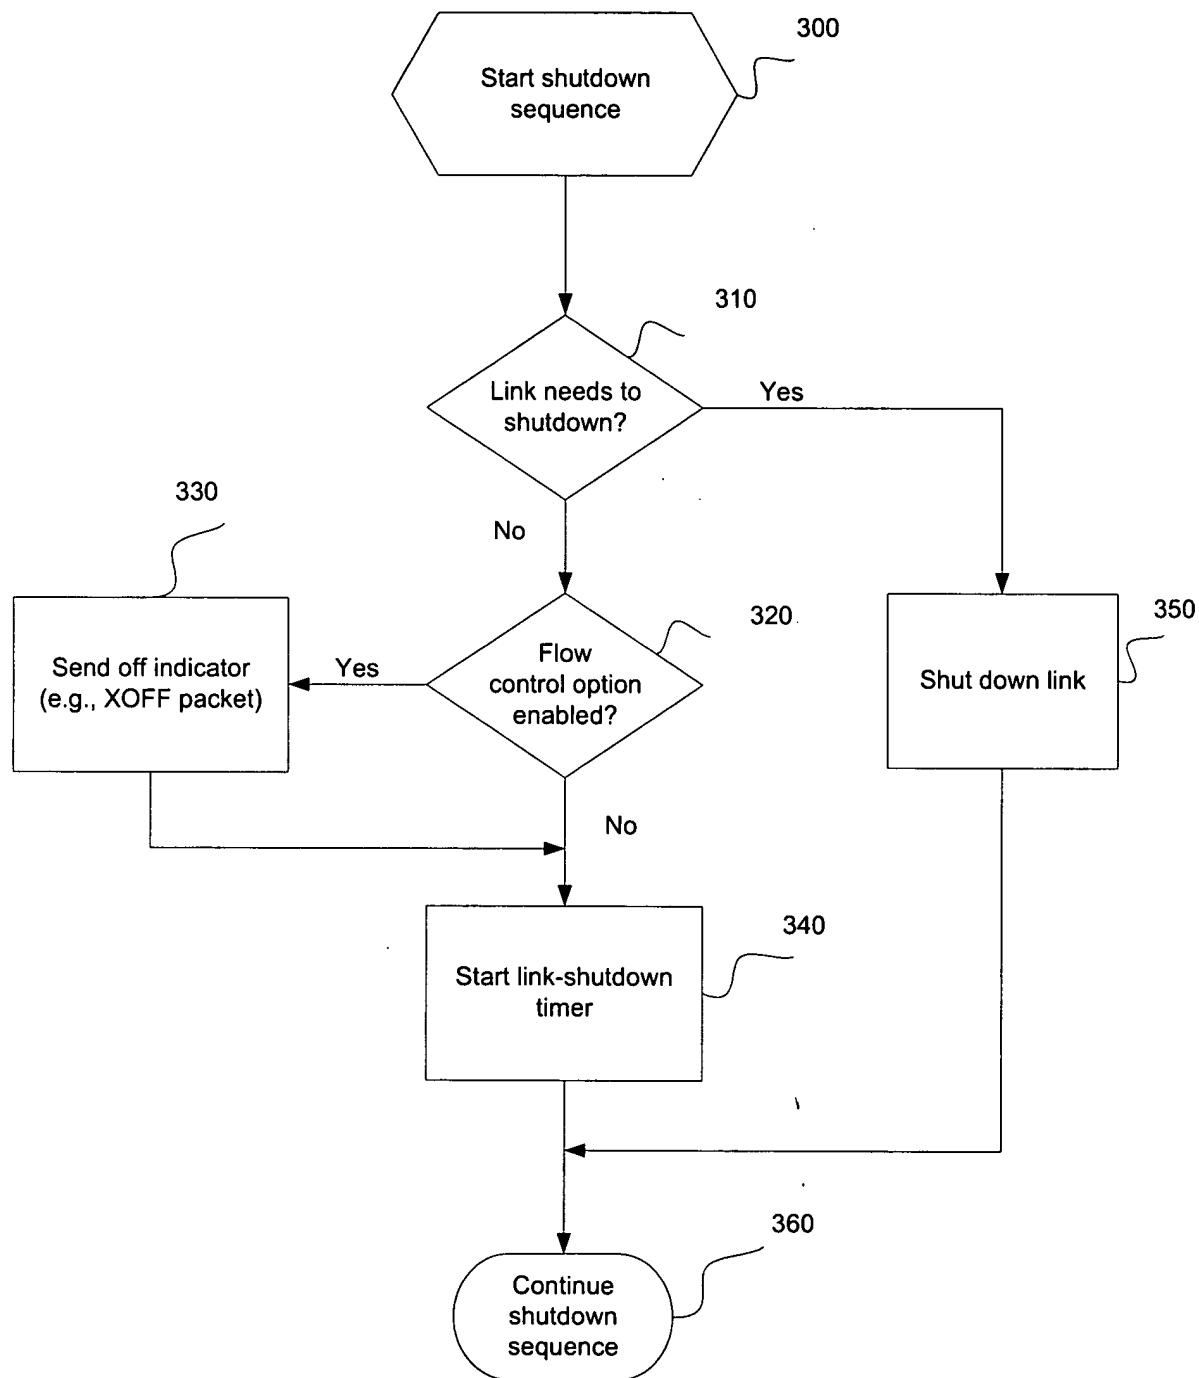 300
Start shutdown
sequence
310
Link needs to
shutdown?
Yes
No
330
320
350
Send off indicator
(e.g., XOFF packet)
Yes
Flow
control option
enabled?
Shut down link
No
340
Start link-shutdown
timer
360
Continue
shutdown
sequence